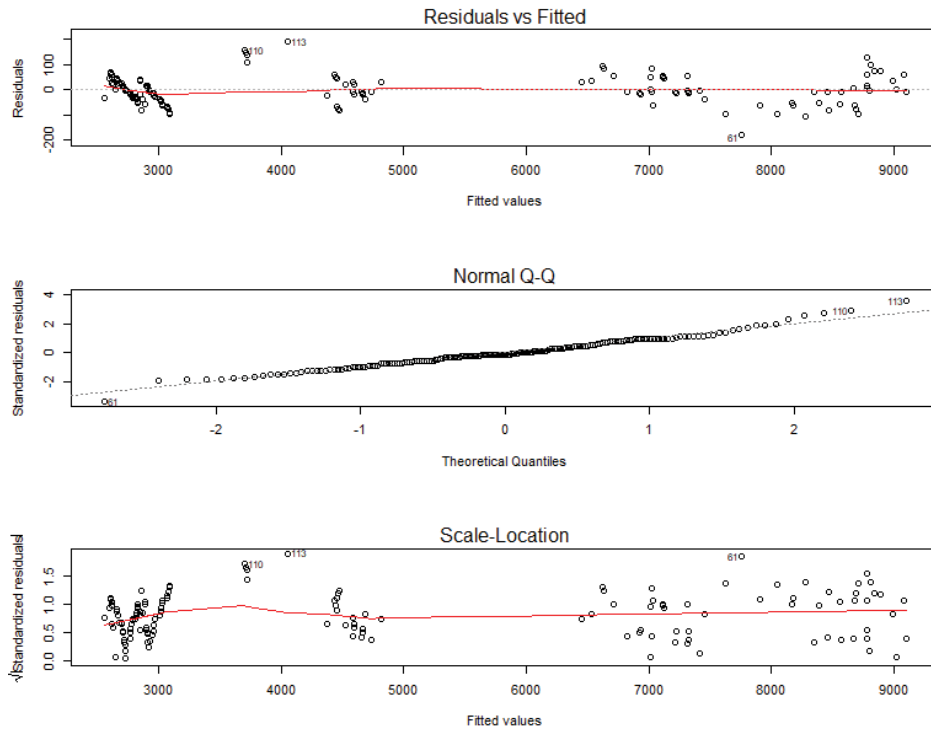 Residuals vs Fitted
Residuals
100
0
-200
110
113
61
3000 4000 5000 6000 7000 8000 9000
Fitted values
Normal Q-Q
Standardized residuals
4
2
0
-2
61
110
113
-2 -1 0 1 2
Theoretical Quantiles
Scale-Location
√|Standardized residuals|
1.5
1.0
0.5
0.0
110
113
61
3000 4000 5000 6000 7000 8000 9000
Fitted values